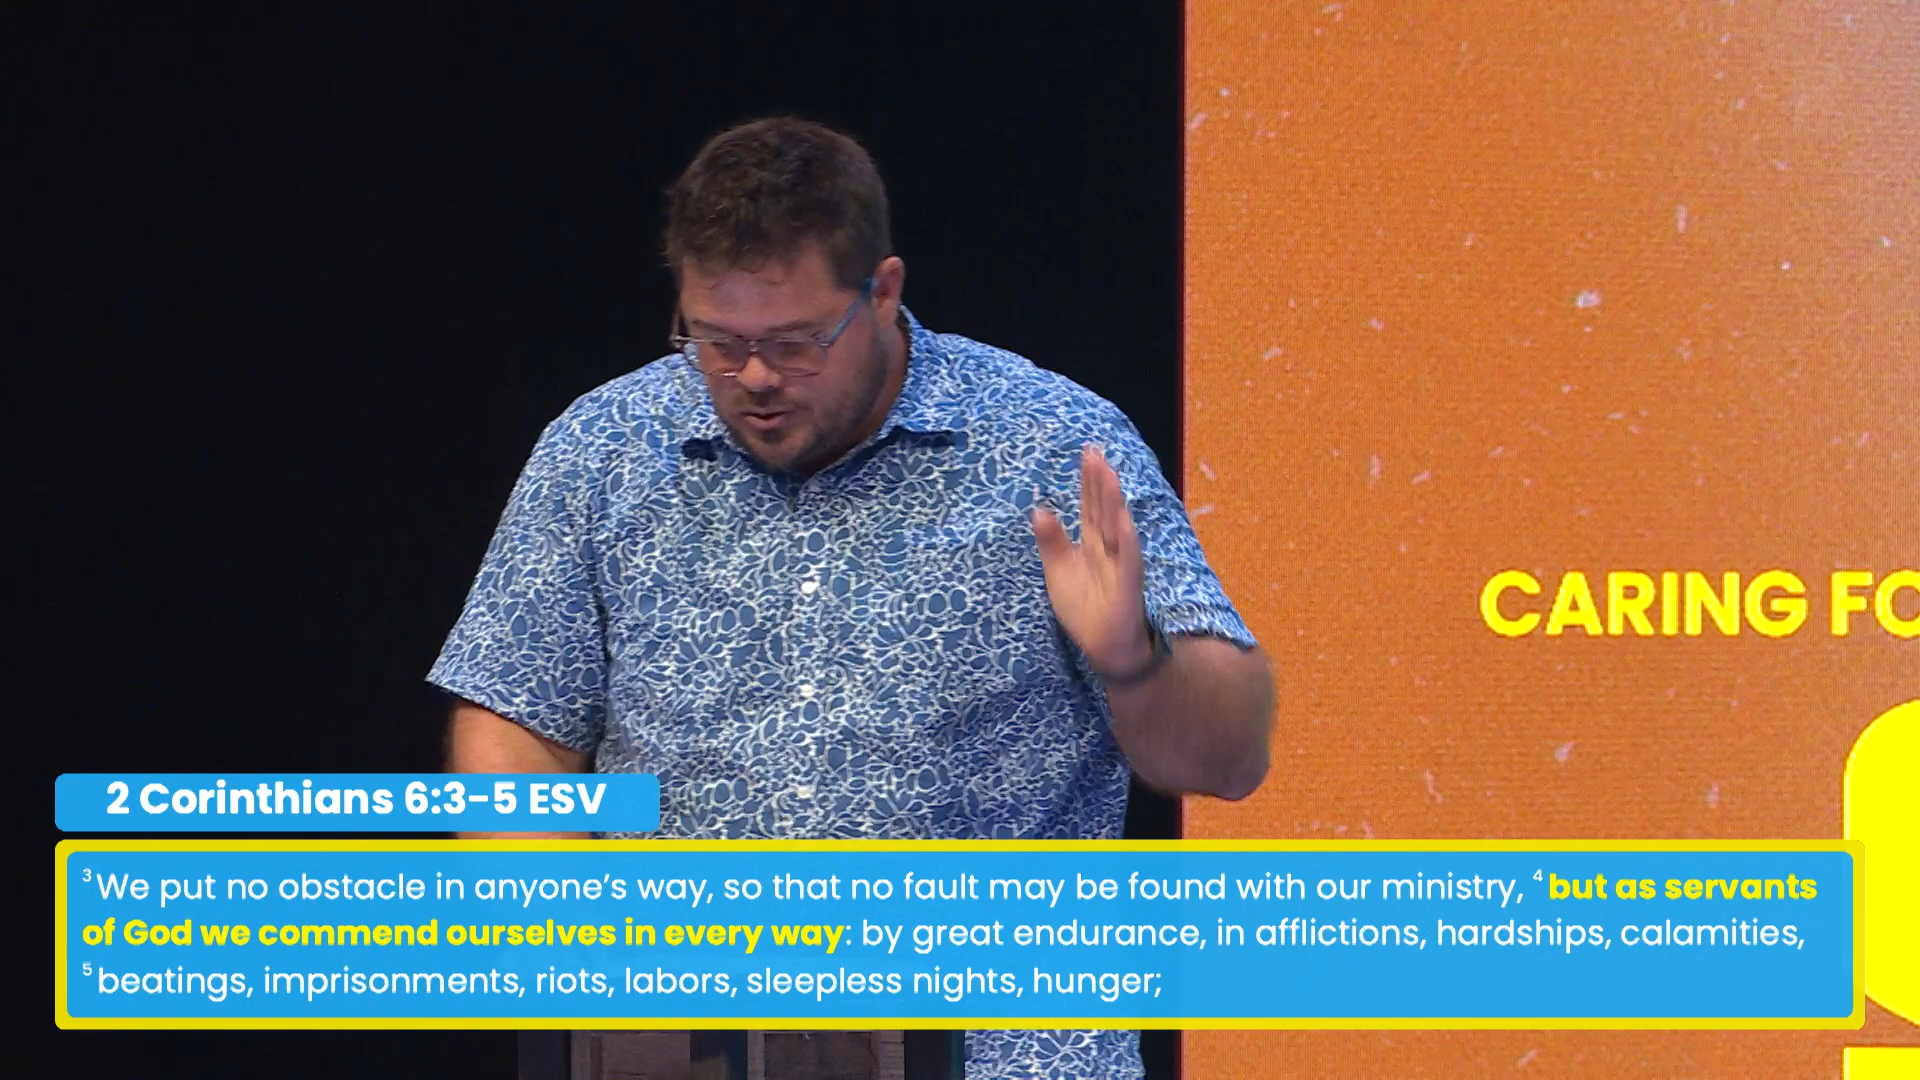 CARING
2 Corinthians 6:3-5 ESV
³We put no obstacle in anyone's way, so that no fault may be found with our ministry, ⁴but as servants
of God we commend ourselves in every way: by great endurance, in afflictions, hardships, calamities,
⁵beatings, imprisonments, riots, labors, sleepless nights, hunger;